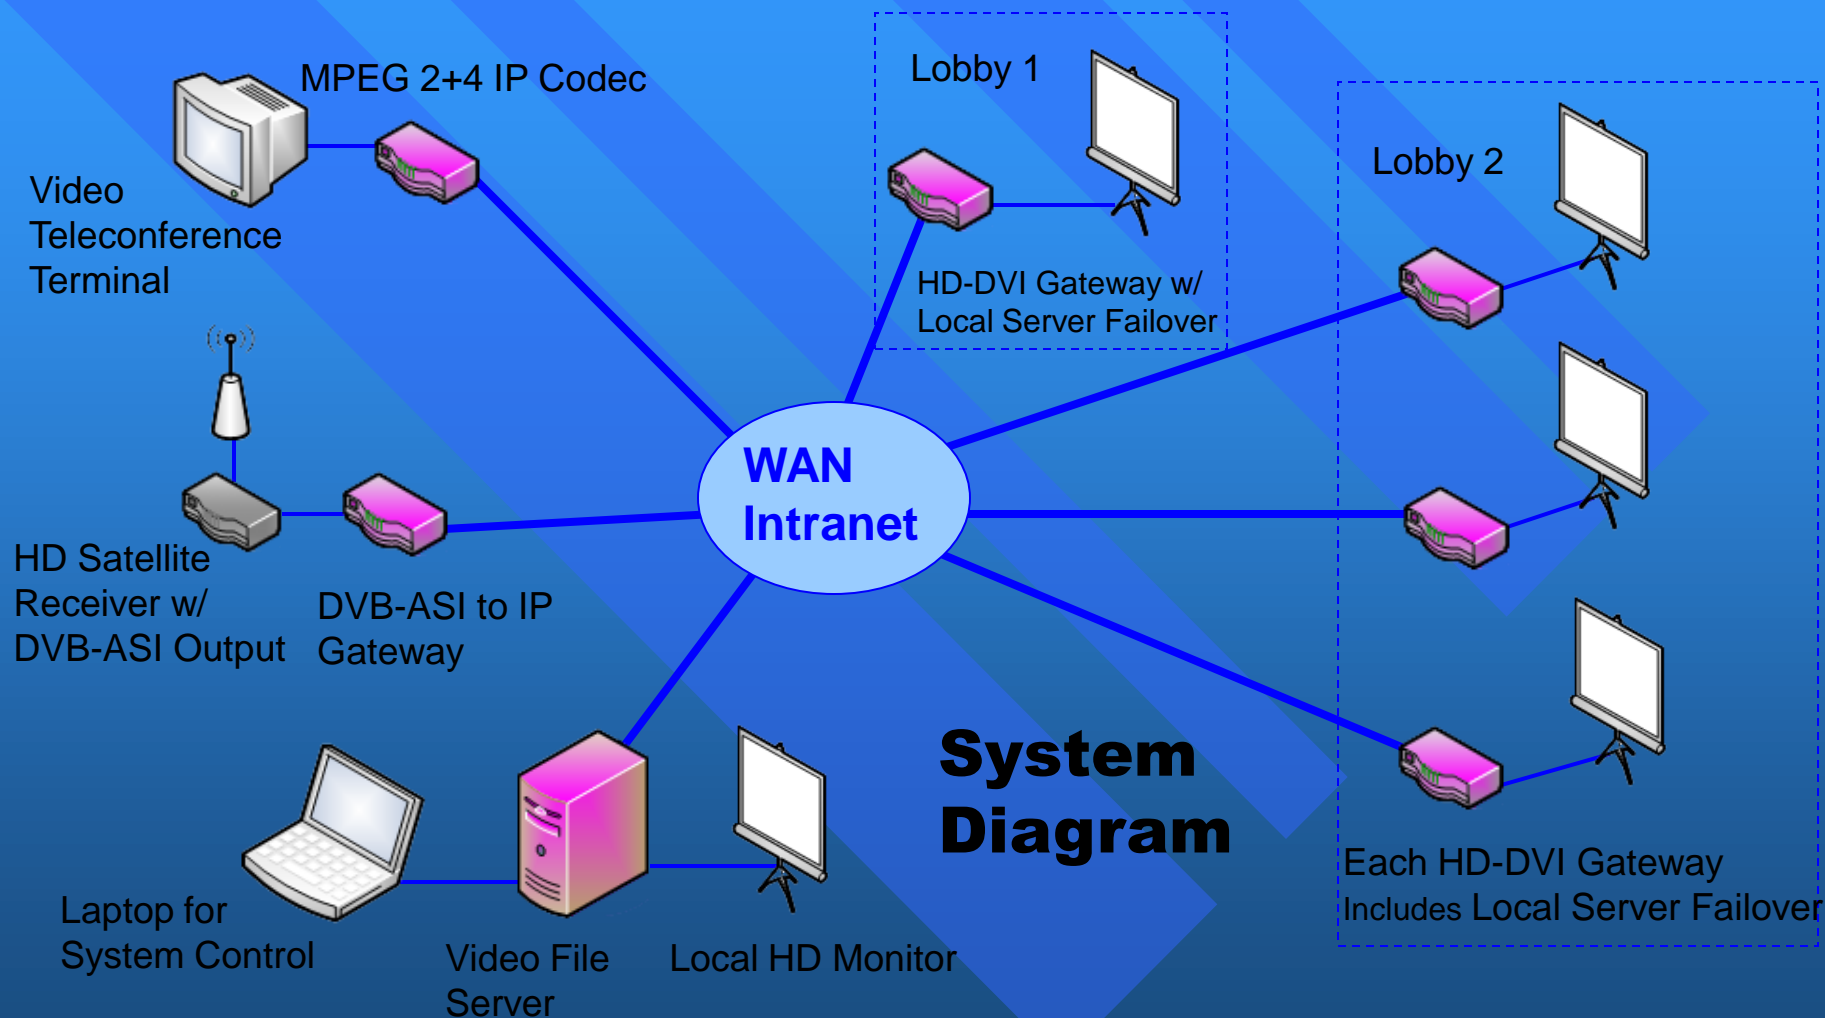 MPEG 2+4 IP Codec
Video
Teleconference
Terminal
Lobby 1
HD-DVI Gateway w/
Local Server Failover
Lobby 2
WAN
Intranet
HD Satellite
Receiver w/
DVB-ASI Output
DVB-ASI to IP
Gateway
System
Diagram
Each HD-DVI Gateway
Includes Local Server Failover
Laptop for
System Control
Video File
Server
Local HD Monitor